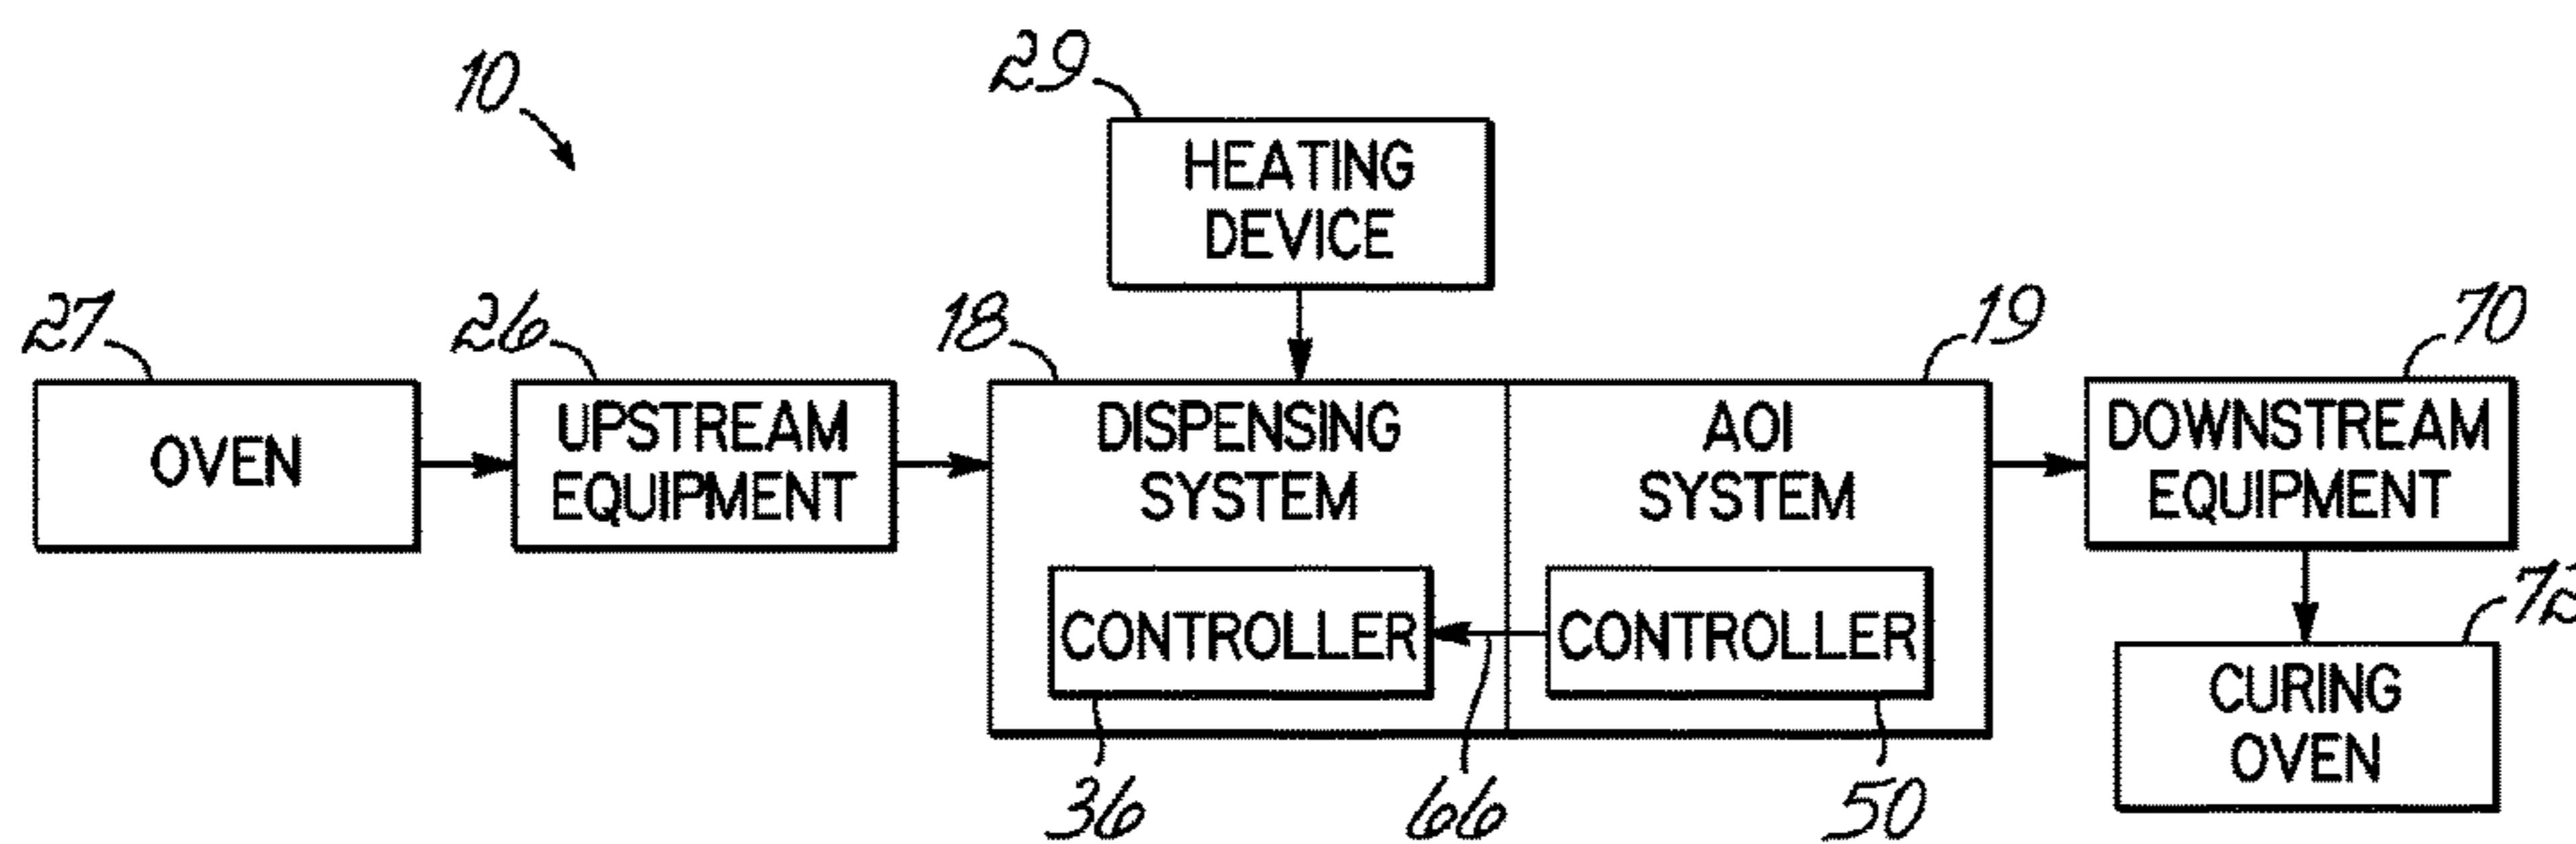 10
29
HEATING
DEVICE
27
26
18
19
70
OVEN
UPSTREAM
EQUIPMENT
DISPENSING
SYSTEM
AOI
SYSTEM
DOWNSTREAM
EQUIPMENT
CONTROLLER
CONTROLLER
CURING
OVEN
36
66
50